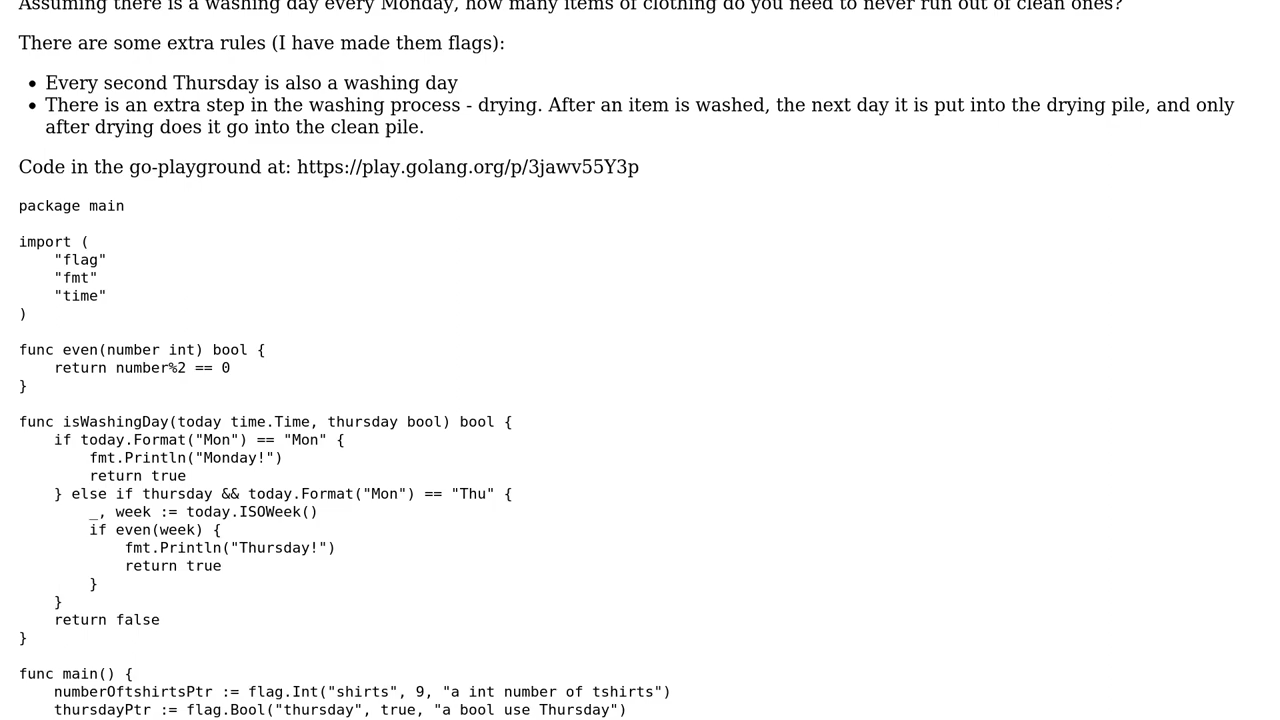 Assuming there is a washing day every Monday, how many items of clothing do you need to never run out of clean ones?
There are some extra rules (I have made them flags):
• Every second Thursday is also a washing day
• There is an extra step in the washing process - drying. After an item is washed, the next day it is put into the drying pile, and only
after drying does it go into the clean pile.
Code in the go-playground at: https://play.golang.org/p/3jawv55Y3p
package main
import (
    "flag"
    "fmt"
    "time"
)
func even(number int) bool {
    return number%2 == 0
}
func isWashingDay(today time.Time, thursday bool) bool {
    if today.Format("Mon") == "Mon" {
        fmt.Println("Monday!")
        return true
    } else if thursday && today.Format("Mon") == "Thu" {
        _, week := today.ISOWeek()
        if even(week) {
            fmt.Println("Thursday!")
            return true
        }
    }
    return false
}
func main() {
    numberOftshirtsPtr := flag.Int("shirts", 9, "a int number of tshirts")
    thursdayPtr := flag.Bool("thursday", true, "a bool use Thursday")